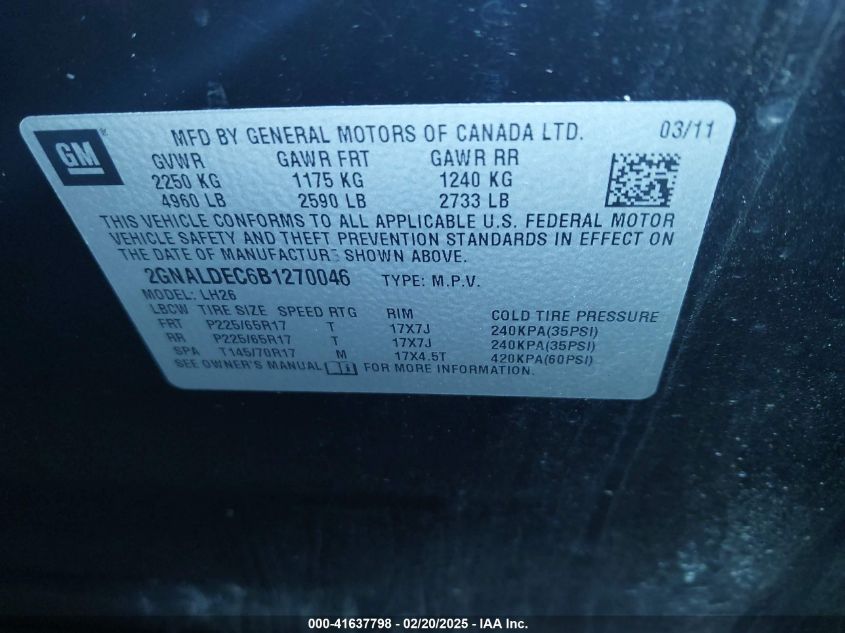 GM
®
MFD BY GENERAL MOTORS OF CANADA LTD. 03/11
GVWR GAWR FRT GAWR RR
2250 KG 1175 KG 1240 KG
4960 LB 2590 LB 2733 LB
THIS VEHICLE CONFORMS TO ALL APPLICABLE U.S. FEDERAL MOTOR
VEHICLE SAFETY AND THEFT PREVENTION STANDARDS IN EFFECT ON
THE DATE OF MANUFACTURE SHOWN ABOVE.
2GNALDEC6B1270046 TYPE: M.P.V.
MODEL: LH26
LBCW TIRE SIZE SPEED RTG RIM COLD TIRE PRESSURE
FRT P225/65R17 T 17X7J 240KPA(35PSI)
RR P225/65R17 T 17X7J 240KPA(35PSI)
SPA T145/70R17 M 17X4.5T 420KPA(60PSI)
SEE OWNER'S MANUAL FOR MORE INFORMATION.
000-41637798 - 02/20/2025 - IAA Inc.